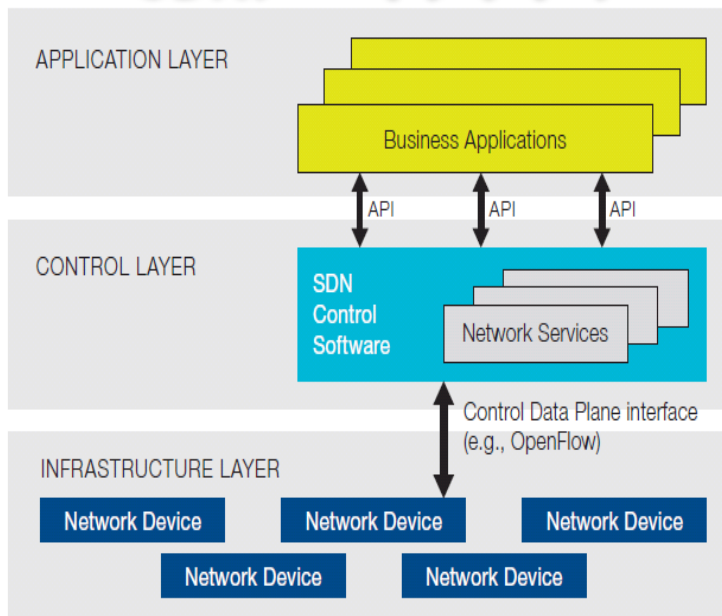 APPLICATION LAYER
Business Applications
API
API
API
CONTROL LAYER
SDN
Control
Software
Network Services
Control Data Plane interface
(e.g., OpenFlow)
INFRASTRUCTURE LAYER
Network Device
Network Device
Network Device
Network Device
Network Device